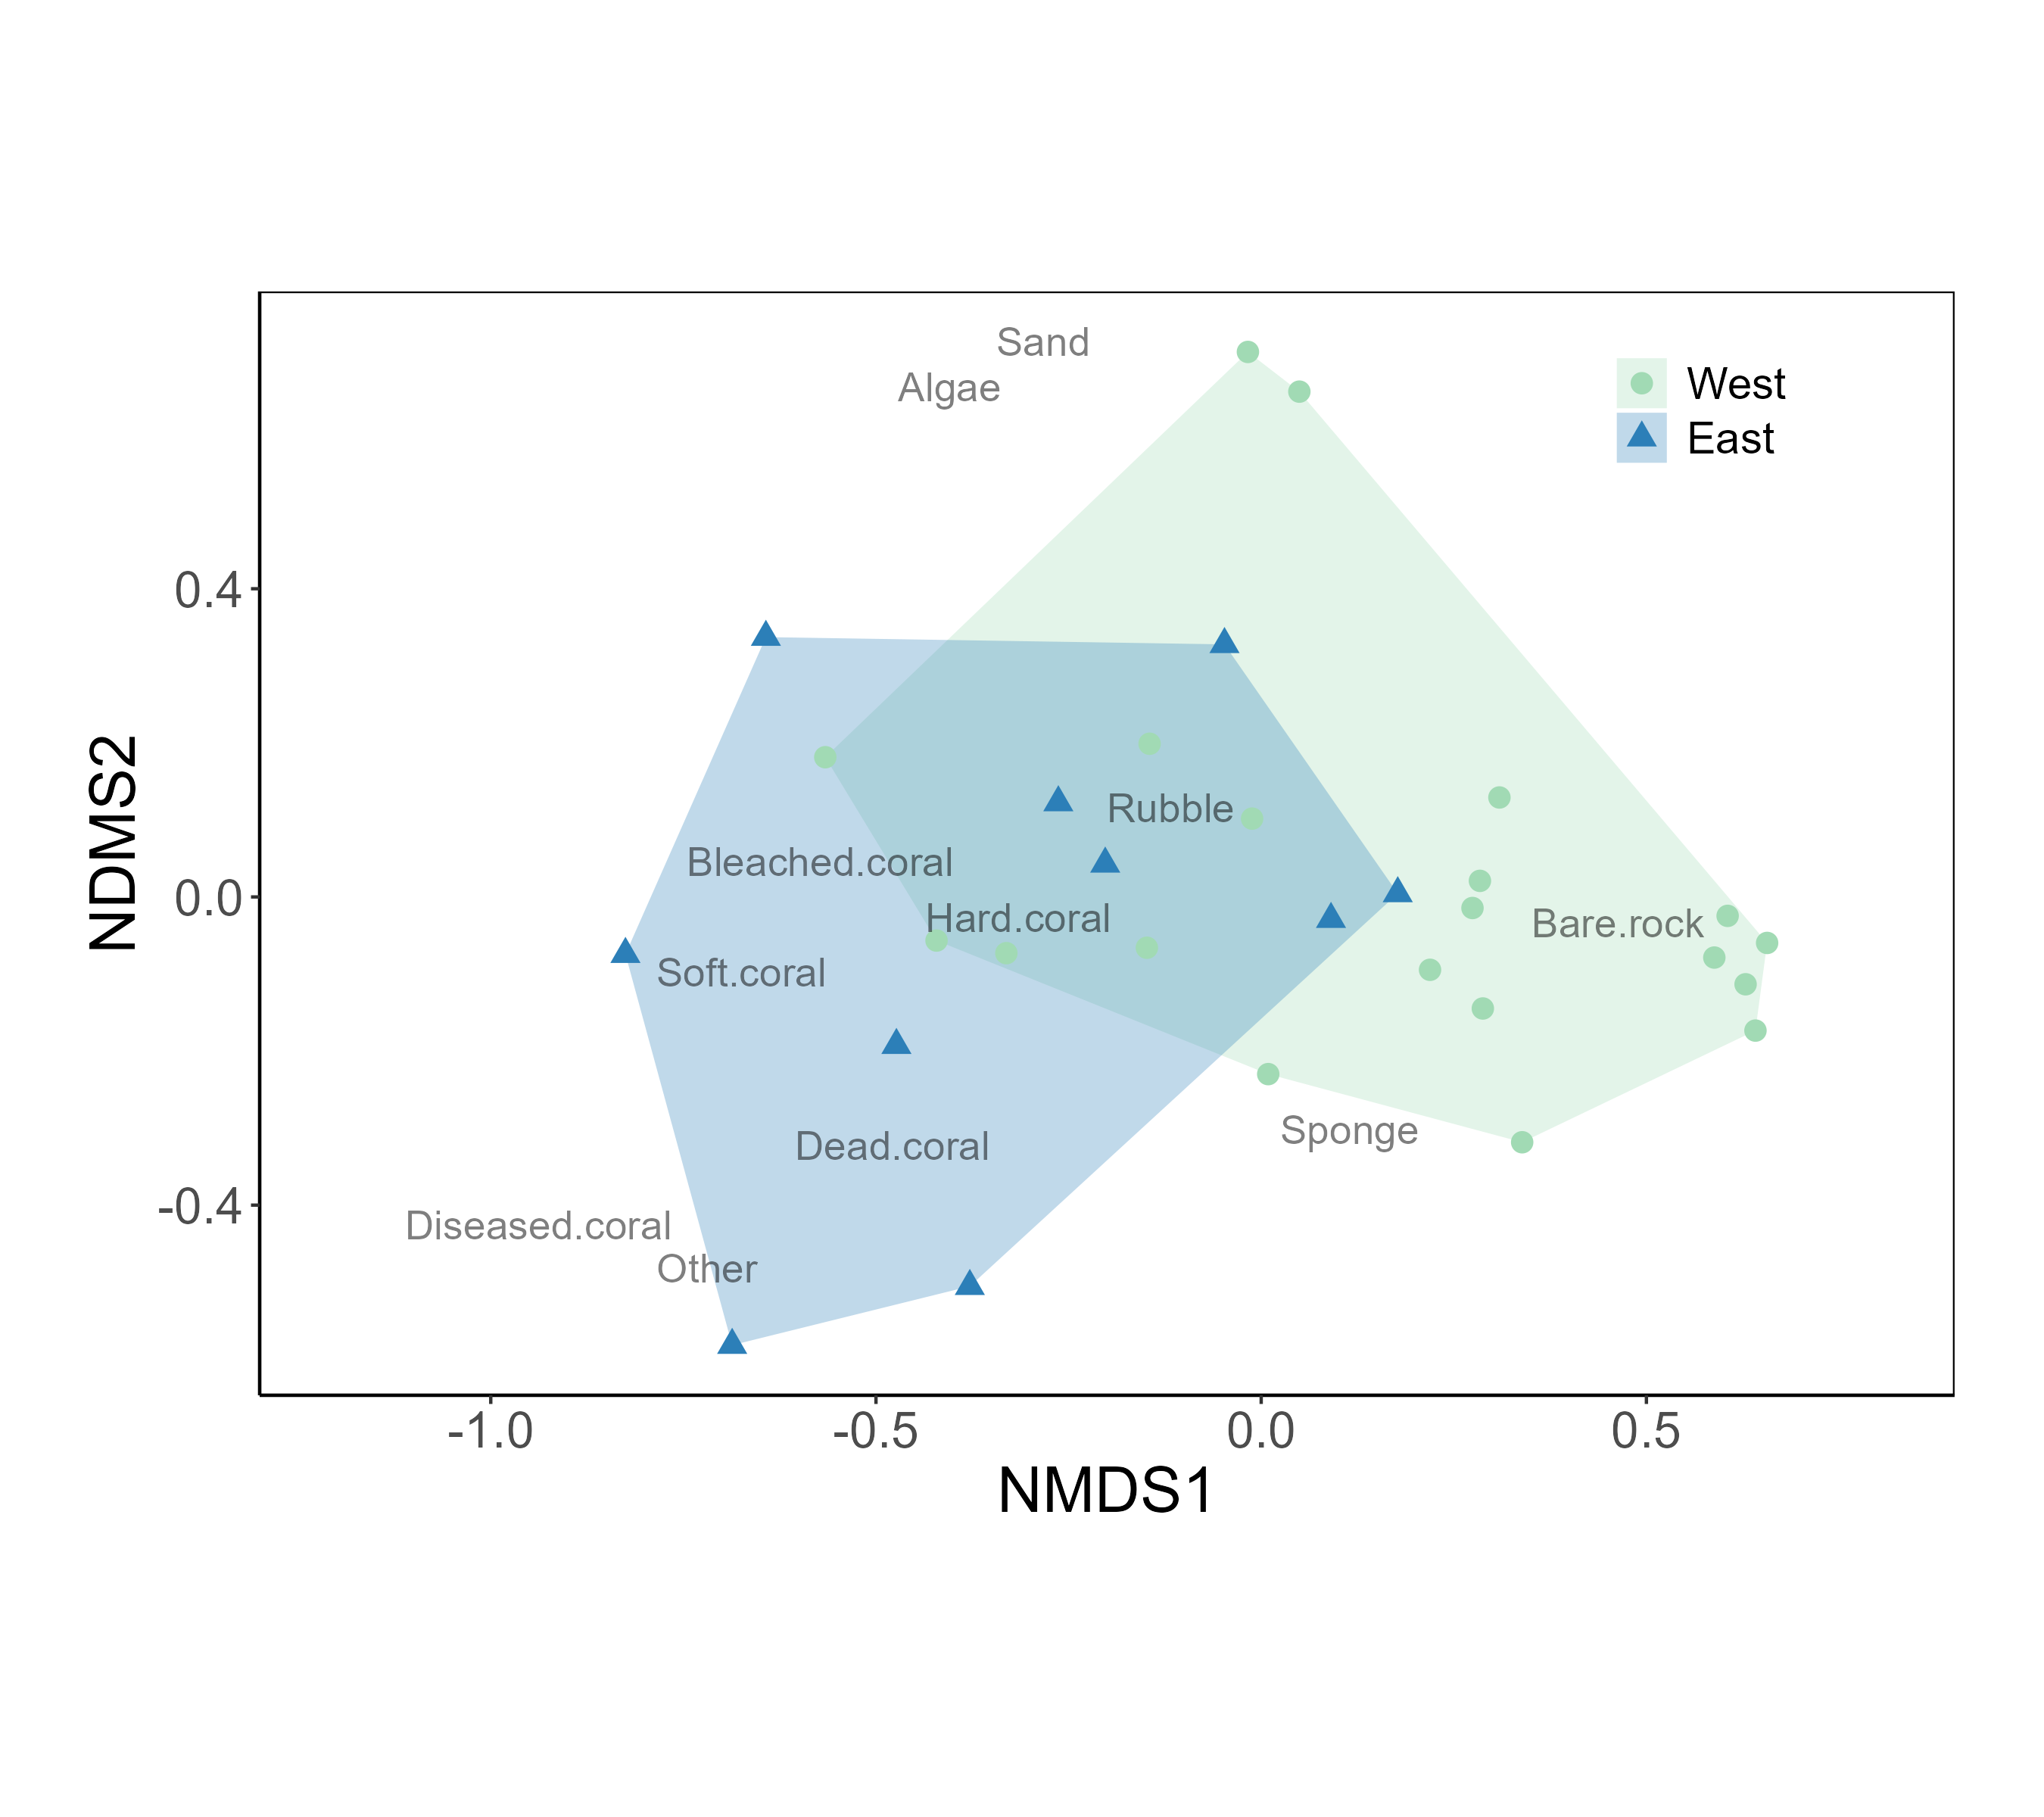 Sand
Algae
West
East
0.4
Rubble
Bleached.coral
0.0
Hard.coral
Bare.rock
Soft.coral
Sponge
Dead.coral
-0.4
Diseased.coral
Other
-1.0
-0.5
0.0
0.5
NMDS1
NDMS2